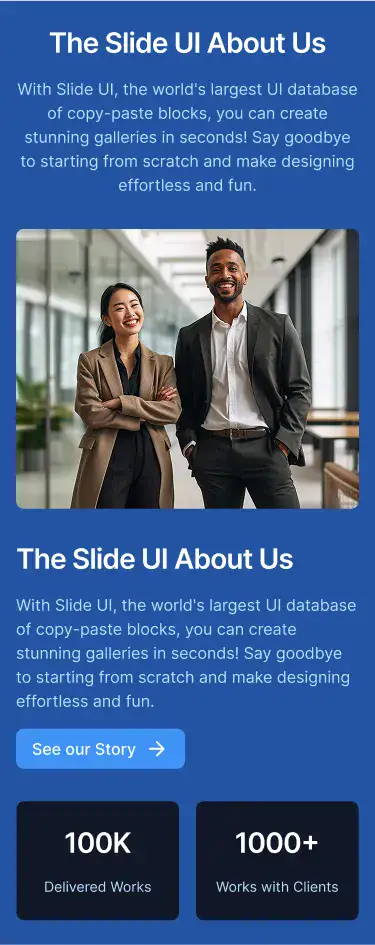 The Slide UI About Us
With Slide UI, the world's largest UI database
of copy-paste blocks, you can create
stunning galleries in seconds! Say goodbye
to starting from scratch and make designing
effortless and fun.
The Slide UI About Us
With Slide UI, the world's largest UI database
of copy-paste blocks, you can create
stunning galleries in seconds! Say goodbye
to starting from scratch and make designing
effortless and fun.
See our Story
100K
Delivered Works
1000+
Works with Clients